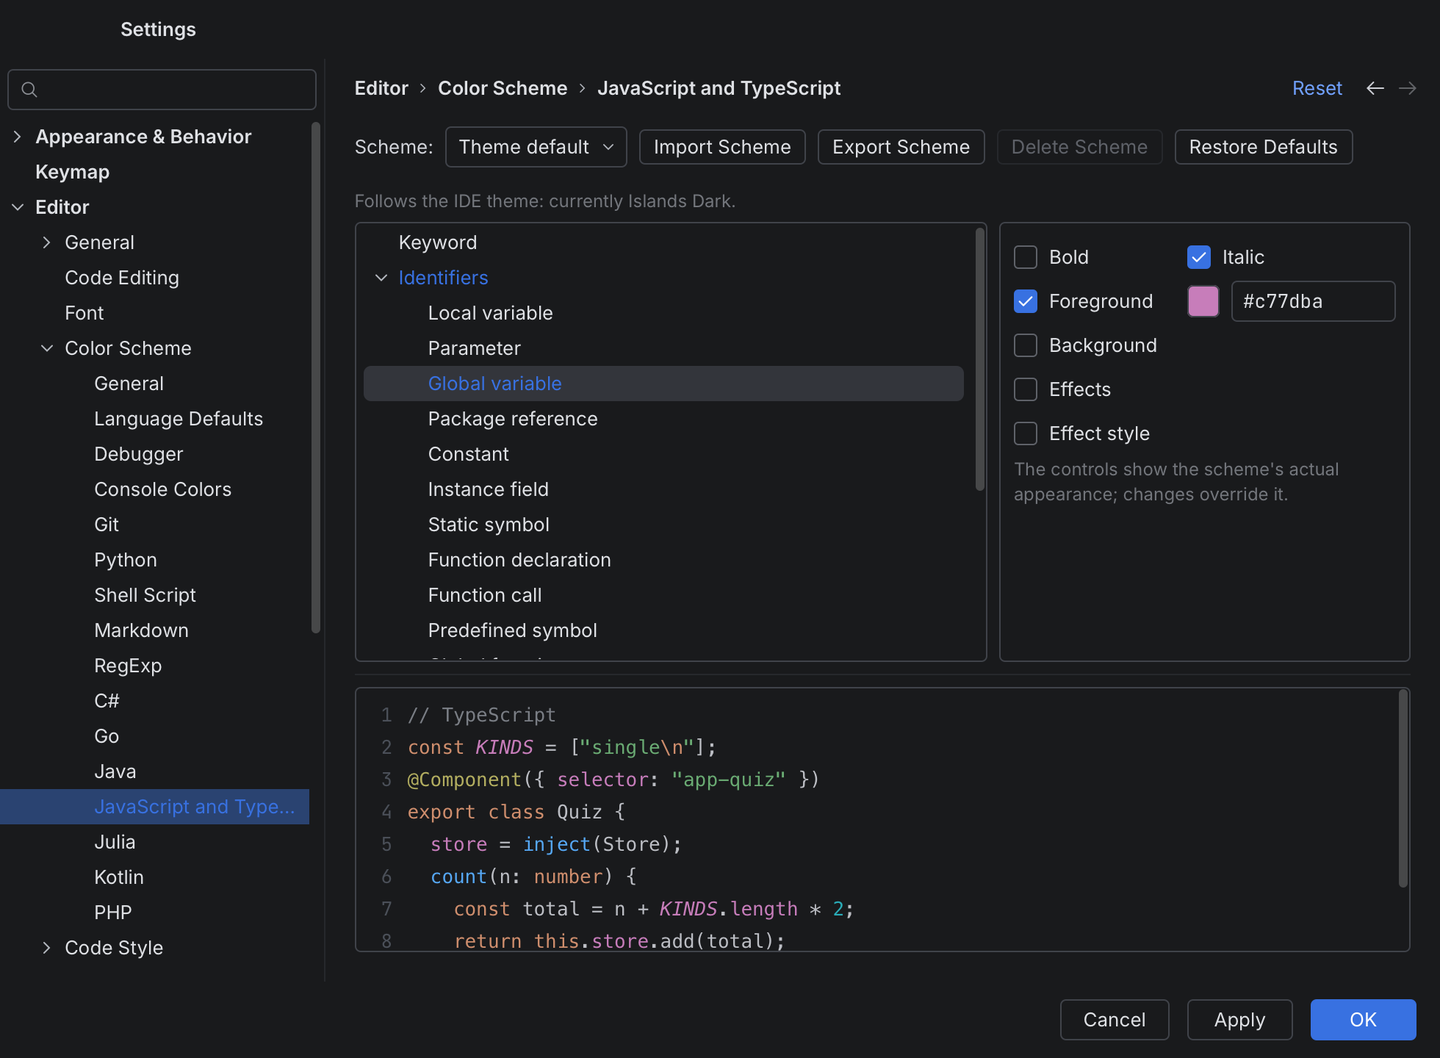 Settings
Appearance & Behavior
Keymap
Editor
General
Code Editing
Font
Color Scheme
General
Language Defaults
Debugger
Console Colors
Git
Python
Shell Script
Markdown
RegExp
C#
Go
Java
JavaScript and Type...
Julia
Kotlin
PHP
Code Style
Editor › Color Scheme › JavaScript and TypeScript
Reset
Scheme: Theme default Import Scheme Export Scheme Delete Scheme Restore Defaults
Follows the IDE theme: currently Islands Dark.
Keyword
Identifiers
Local variable
Parameter
Global variable
Package reference
Constant
Instance field
Static symbol
Function declaration
Function call
Predefined symbol
Bold Italic
Foreground #c77dba
Background
Effects
Effect style
The controls show the scheme's actual
appearance; changes override it.
1 // TypeScript
2 const KINDS = ["single\n"];
3 @Component({ selector: "app-quiz" })
4 export class Quiz {
5 store = inject(Store);
6 count(n: number) {
7 const total = n + KINDS.length * 2;
8 return this.store.add(total);
Cancel Apply OK